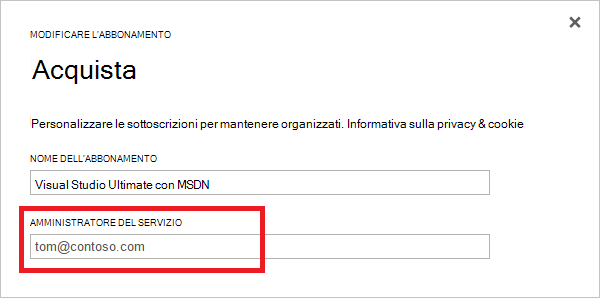 MODIFICARE L'ABBONAMENTO
Acquista
Personalizzare le sottoscrizioni per mantenere organizzati. Informativa sulla privacy & cookie
NOME DELL'ABBONAMENTO
Visual Studio Ultimate con MSDN
AMMINISTRATORE DEL SERVIZIO
tom@contoso.com